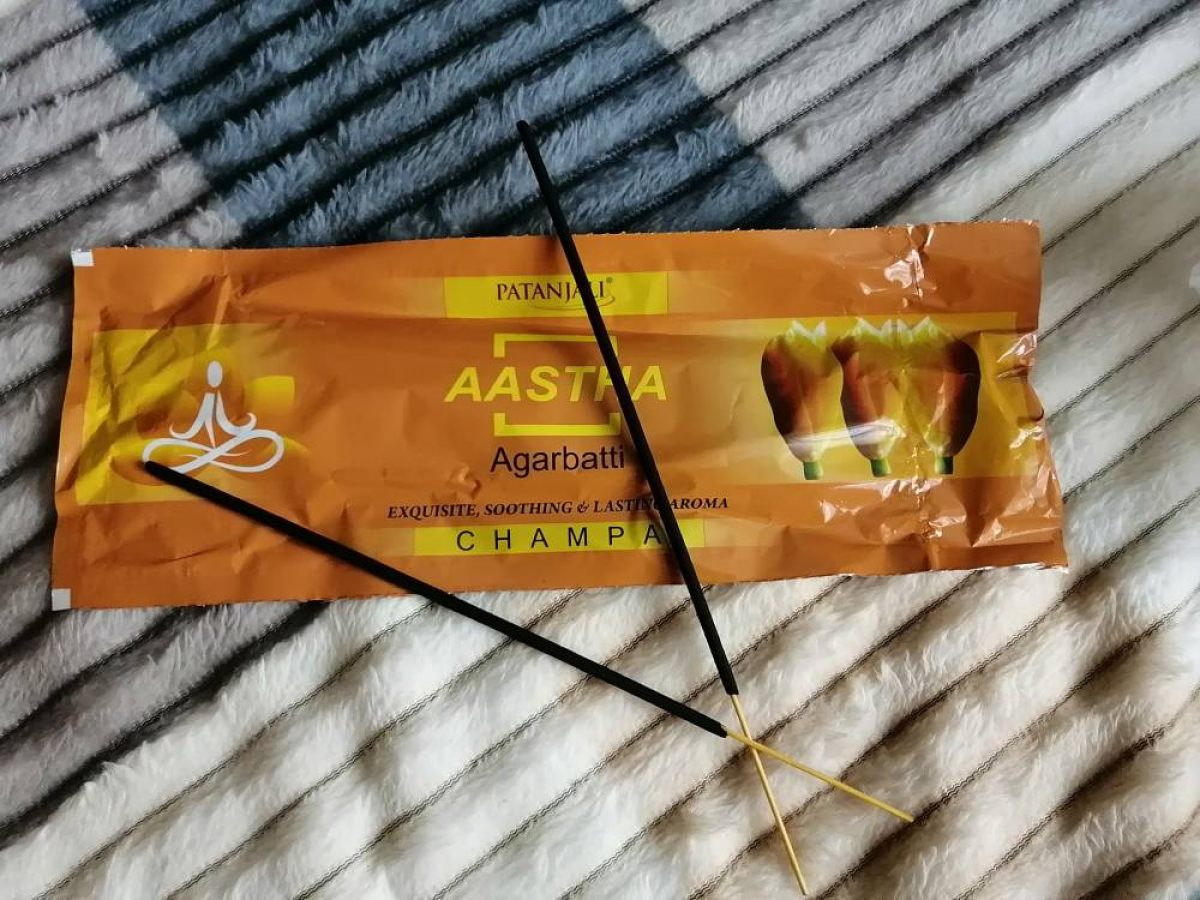 PATANJALI®
AASTHA
Agarbatti
EXQUISITE, SOOTHING & LASTING AROMA
CHAMPA